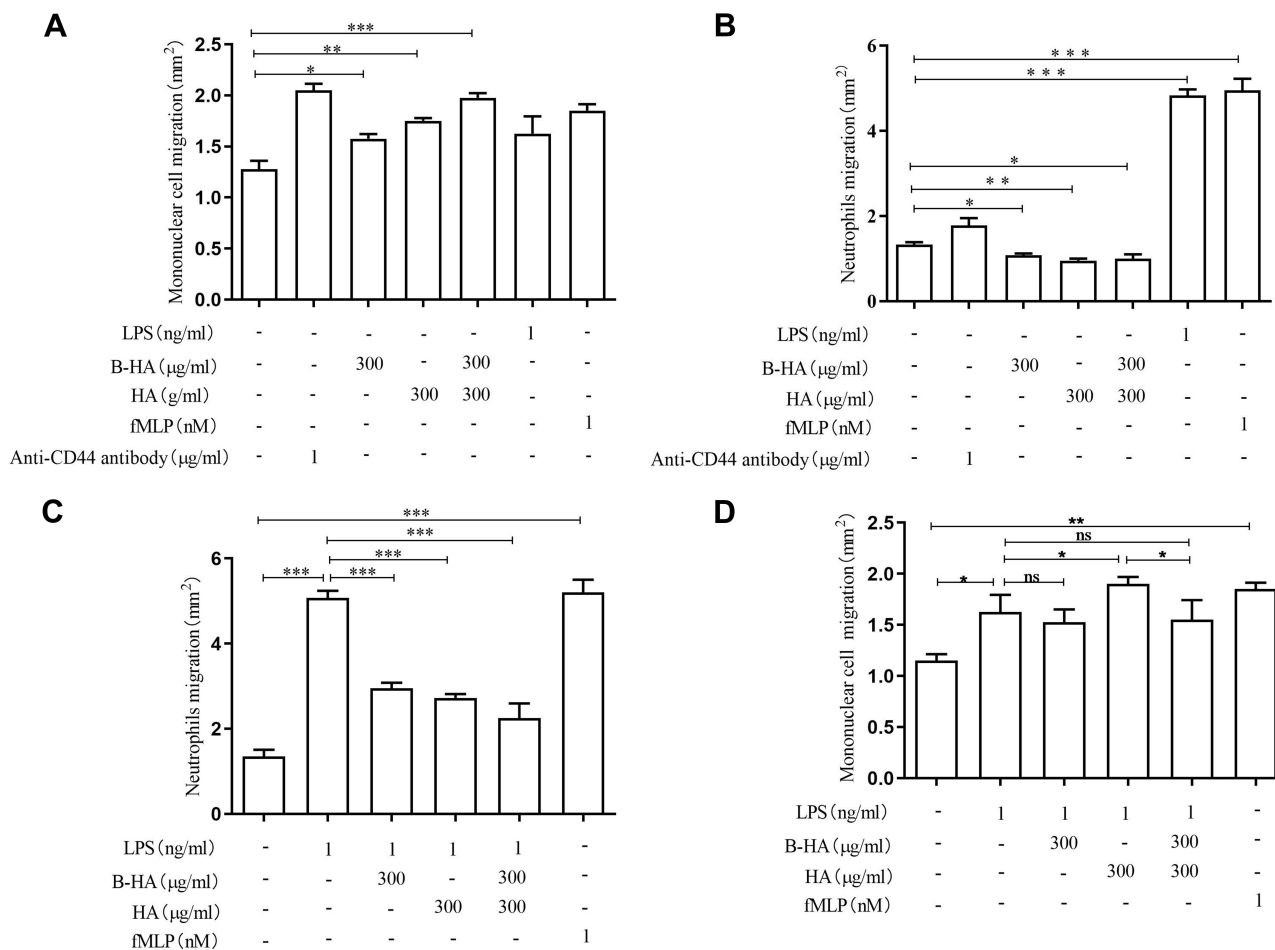 A
Mononuclear cell migration(mm2)
2.5
2.0
1.5
1.0
0.5
0.0
***
**
*
LPS(ng/ml) - - - - - 1 -
B-HA(μg/ml) - - 300 - 300 - -
HA(g/ml) - - - 300 300 - -
fMLP(nM) - - - - - - 1
Anti-CD44 antibody(μg/ml) - 1 - - - - -
B
Neutrophils migration(mm2)
6
4
2
0
***
***
*
**
*
LPS(ng/ml) - - - - - 1 -
B-HA(μg/ml) - - 300 - 300 - -
HA(μg/ml) - - - 300 300 - -
fMLP(nM) - - - - - - 1
Anti-CD44 antibody(μg/ml) - 1 - - - - -
C
Neutrophils migration(mm2)
6
4
2
0
***
***
***
*** ***
LPS(ng/ml) - 1 1 1 1 -
B-HA(μg/ml) - - 300 - 300 -
HA(μg/ml) - - - 300 300 -
fMLP(nM) - - - - - 1
D
Mononuclear cell migration(mm2)
2.5
2.0
1.5
1.0
0.5
0.0
**
ns
* *
* ns
LPS(ng/ml) - 1 1 1 1 -
B-HA(μg/ml) - - 300 - 300 -
HA(μg/ml) - - - 300 300 -
fMLP(nM) - - - - - 1